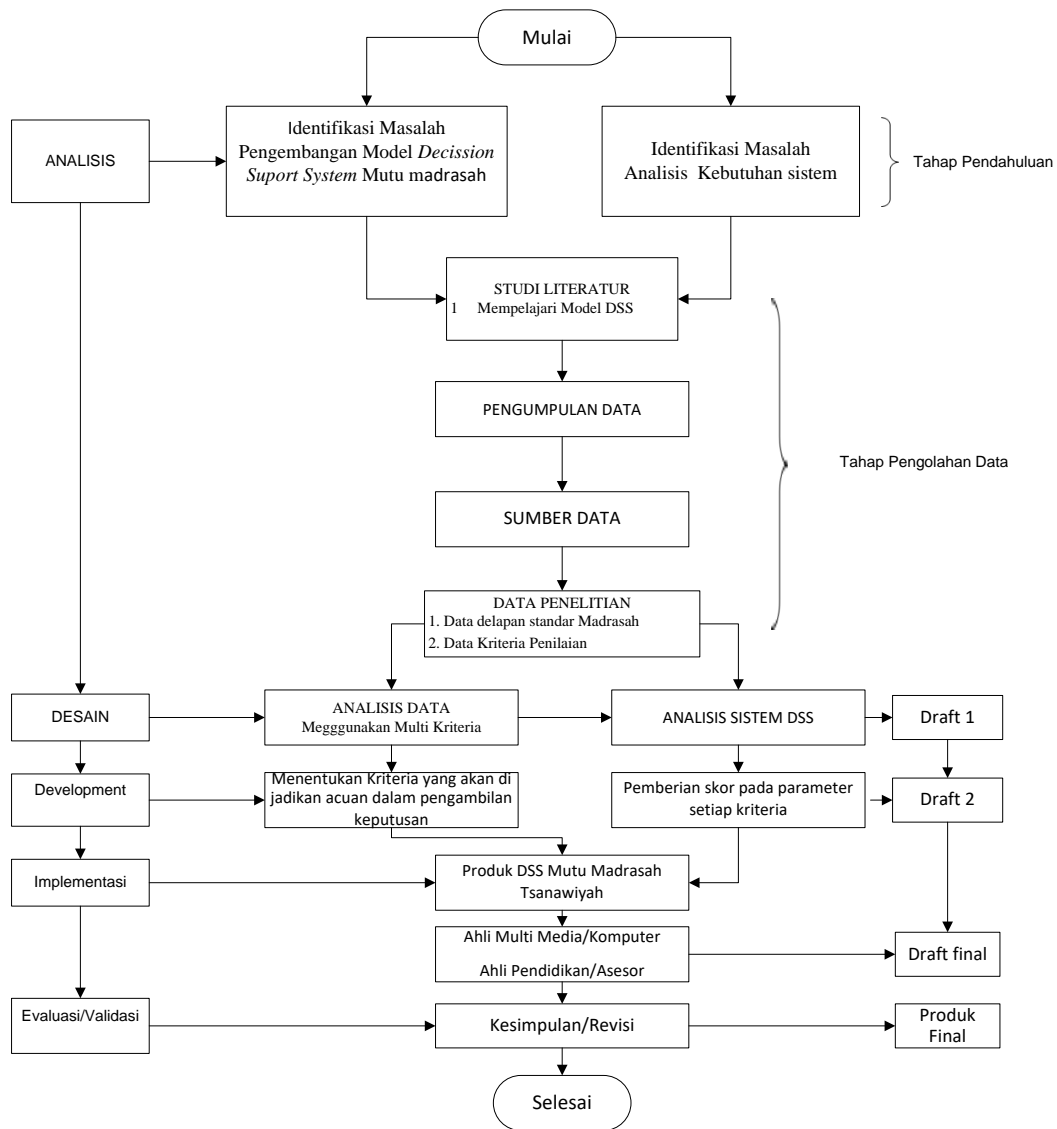 Mulai
ANALISIS
Identifikasi Masalah
Pengembangan Model Decission
Suport System Mutu madrasah
Identifikasi Masalah
Analisis Kebutuhan sistem
Tahap Pendahuluan
STUDI LITERATUR
1 Mempelajari Model DSS
PENGUMPULAN DATA
Tahap Pengolahan Data
SUMBER DATA
DATA PENELITIAN
1. Data delapan standar Madrasah
2. Data Kriteria Penilaian
DESAIN
ANALISIS DATA
Megggunakan Multi Kriteria
ANALISIS SISTEM DSS
Draft 1
Development
Menentukan Kriteria yang akan di
jadikan acuan dalam pengambilan
keputusan
Pemberian skor pada parameter
setiap kriteria
Draft 2
Implementasi
Produk DSS Mutu Madrasah
Tsanawiyah
Ahli Multi Media/Komputer
Ahli Pendidikan/Asesor
Draft final
Evaluasi/Validasi
Kesimpulan/Revisi
Produk
Final
Selesai